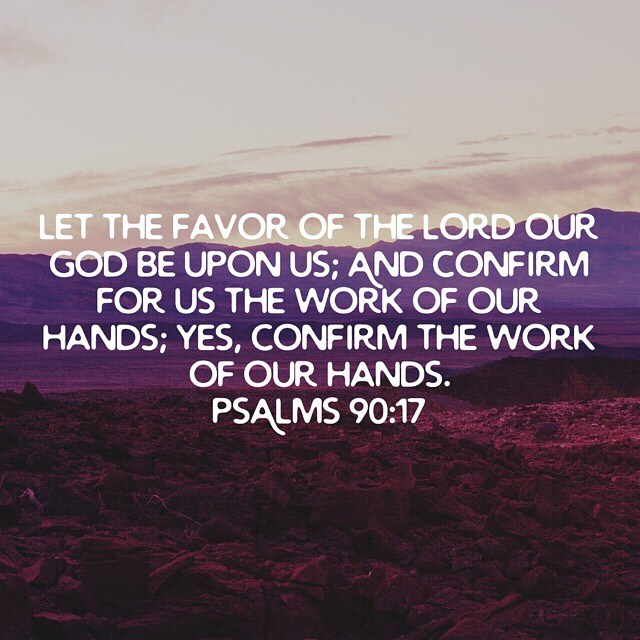 LET THE FAVOR OF THE LORD OUR
GOD BE UPON US; AND CONFIRM
FOR US THE WORK OF OUR
HANDS; YES, CONFIRM THE WORK
OF OUR HANDS.
PSALMS 90:17